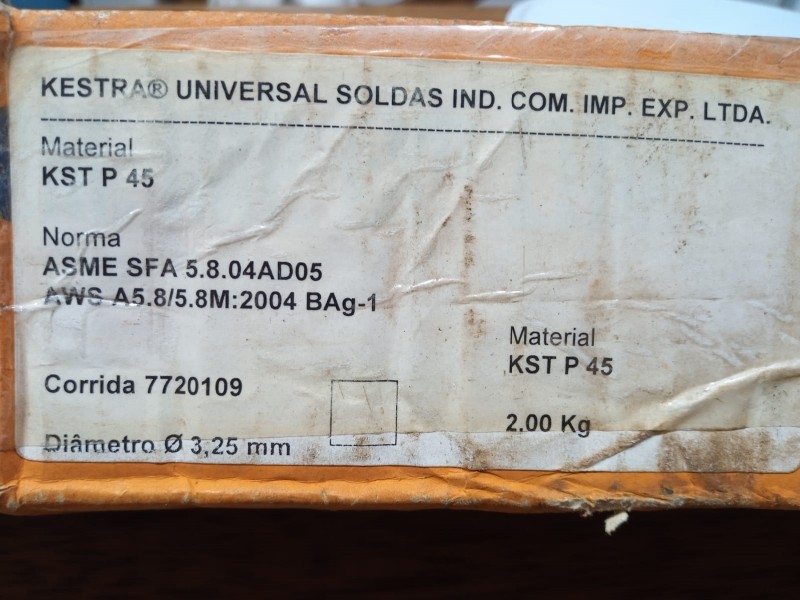 KESTRA® UNIVERSAL SOLDAS IND. COM. IMP. EXP. LTDA.
Material
KST P 45
Norma
ASME SFA 5.8.04AD05
AWS A5.8/5.8M:2004 BAg-1
Corrida 7720109
Diâmetro Ø 3,25 mm
Material
KST P 45
2.00 Kg